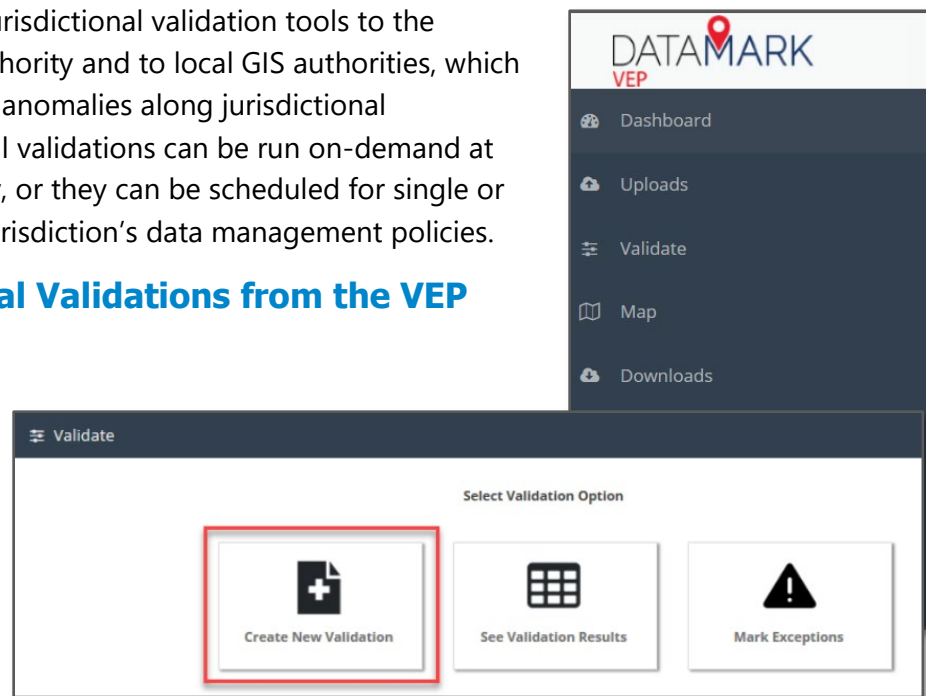 urisdictional validation tools to the
hority and to local GIS authorities, which
anomalies along jurisdictional
l validations can be run on-demand at
, or they can be scheduled for single or
risdiction's data management policies.
al Validations from the VEP
DATAMARK
VEP
Dashboard
Uploads
Validate
Map
Downloads
Validate
Select Validation Option
Create New Validation
See Validation Results
Mark Exceptions